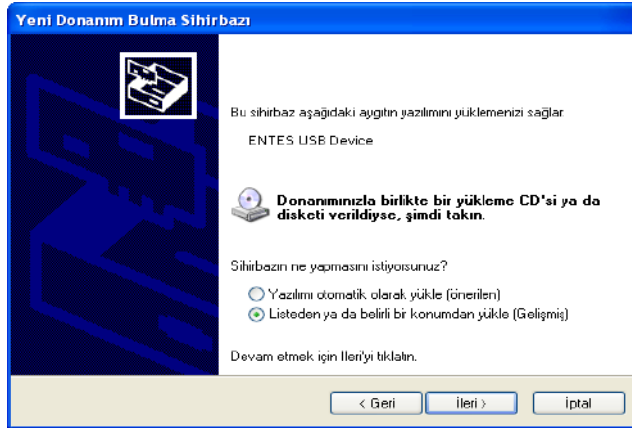 Yeni Donanım Bulma Sihirbazı
Bu sihirbaz aşağıdaki aygıtın yazılımını yüklemenizi sağlar
ENTES USB Device
Donanımınızla birlikte bir yükleme CD'si ya da
disketi verildiyse, şimdi takın.
Sihirbazın ne yapmasını istiyorsunuz?
Yazılımı otomatik olarak yükle (önerilen)
Listeden ya da belirli bir konumdan yükle (Gelişmiş)
Devam etmek için İleri'yi tıklatın.
< Geri
İleri >
İptal